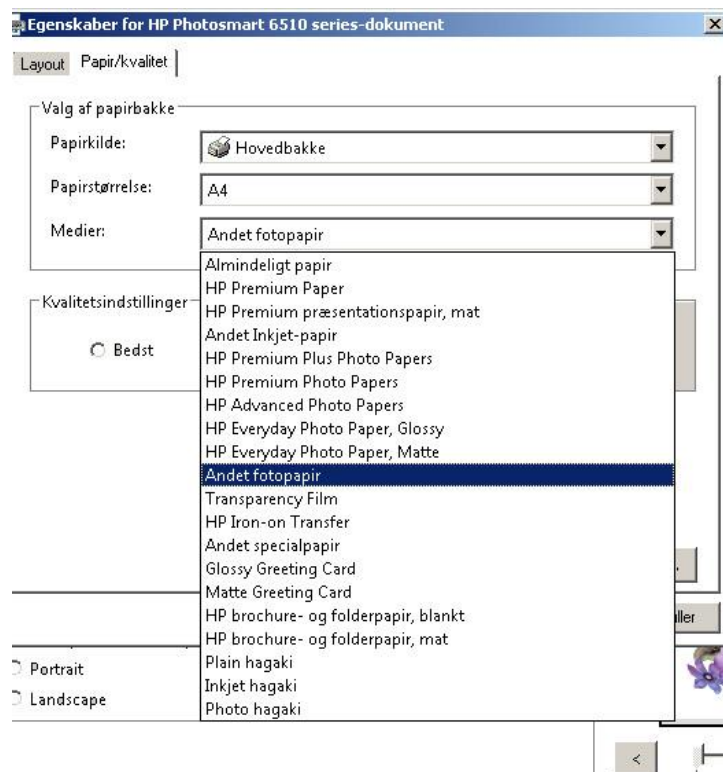 Egenskaber for HP Photosmart 6510 series-dokument
Layout Papir/kvalitet
Valg af papirbakke
Papirkilde: Hovedbakke
Papirstørrelse: A4
Medier: Andet fotopapir
Almindeligt papir
HP Premium Paper
HP Premium præsentationspapir, mat
Andet Inkjet-papir
HP Premium Plus Photo Papers
HP Premium Photo Papers
HP Advanced Photo Papers
HP Everyday Photo Paper, Glossy
HP Everyday Photo Paper, Matte
Andet fotopapir
Transparency Film
HP Iron-on Transfer
Andet specialpapir
Glossy Greeting Card
Matte Greeting Card
HP brochure- og folderpapir, blankt
HP brochure- og folderpapir, mat
Plain hagaki
Inkjet hagaki
Photo hagaki
Kvalitetsindstillinger
Bedst
Portrait
Landscape
<